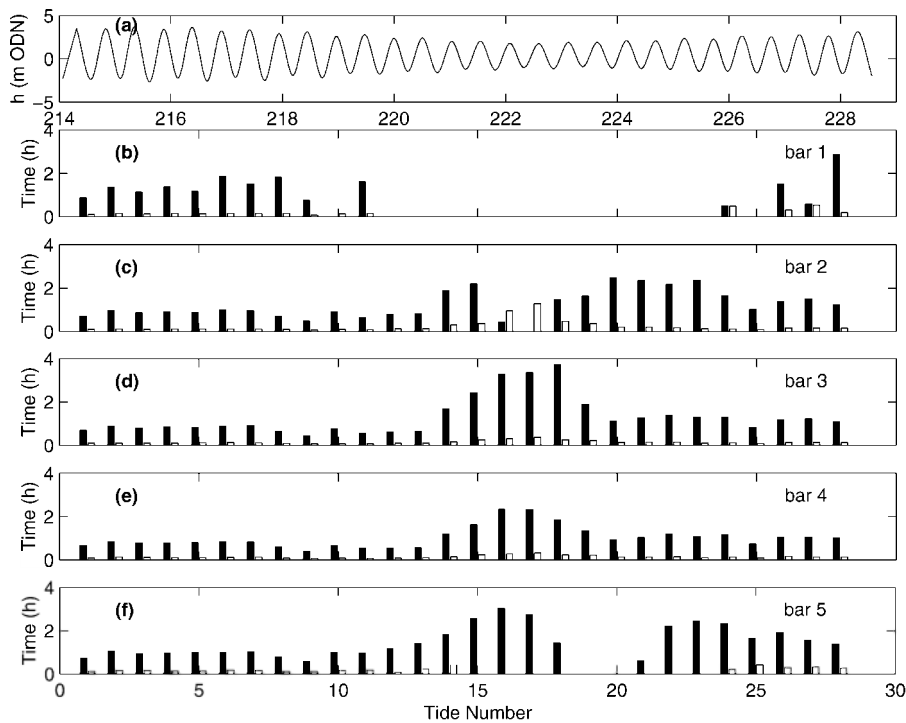 5
0
−5
h (m ODN)
(a)
214 216 218 220 222 224 226 228
4
2
0
Time (h)
(b)
bar 1
4
2
0
Time (h)
(c)
bar 2
4
2
0
Time (h)
(d)
bar 3
4
2
0
Time (h)
(e)
bar 4
4
2
0
Time (h)
(f)
bar 5
0 5 10 15 20 25 30
Tide Number